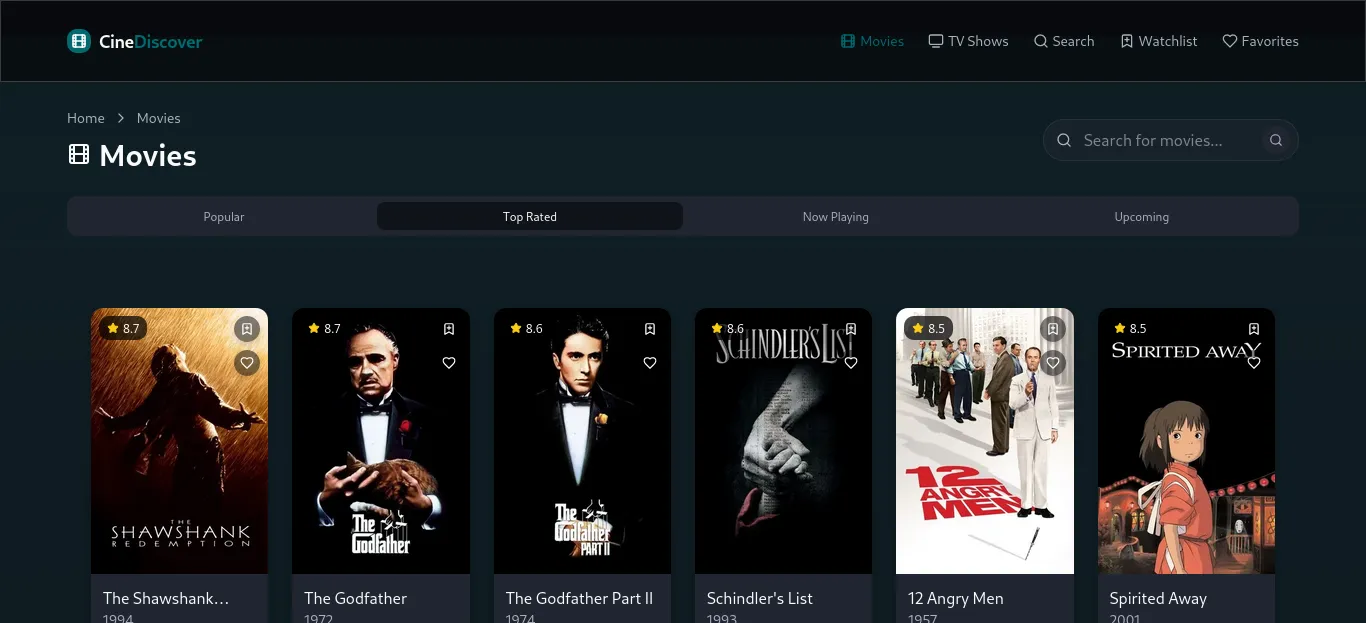 CineDiscover
Movies
TV Shows
Search
Watchlist
Favorites
Home > Movies
Movies
Search for movies...
Popular
Top Rated
Now Playing
Upcoming
8.7
THE
SHAWSHANK
REDEMPTION
The Shawshank...
1994
8.7
The
Godfather
The Godfather
1972
8.6
The
Godfather
PART II
The Godfather Part II
1974
8.6
SCHINDLER'S LIST
Schindler's List
1993
8.5
12
ANGRY
MEN
12 Angry Men
1957
8.5
SPIRITED AWAY
Spirited Away
2001